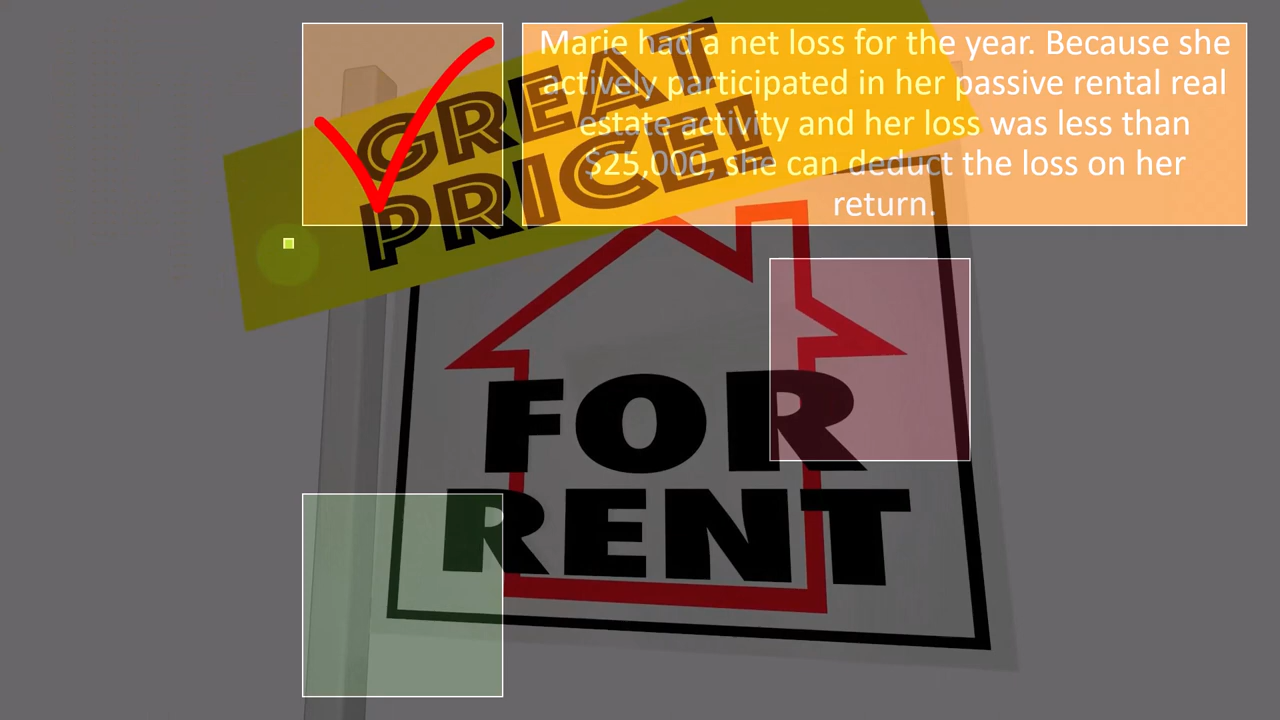 Marie had a net loss for the year. Because she
actively participated in her passive rental real
estate activity and her loss was less than
$25,000, she can deduct the loss on her
return.
GREAT
PRICE!
FOR
RENT